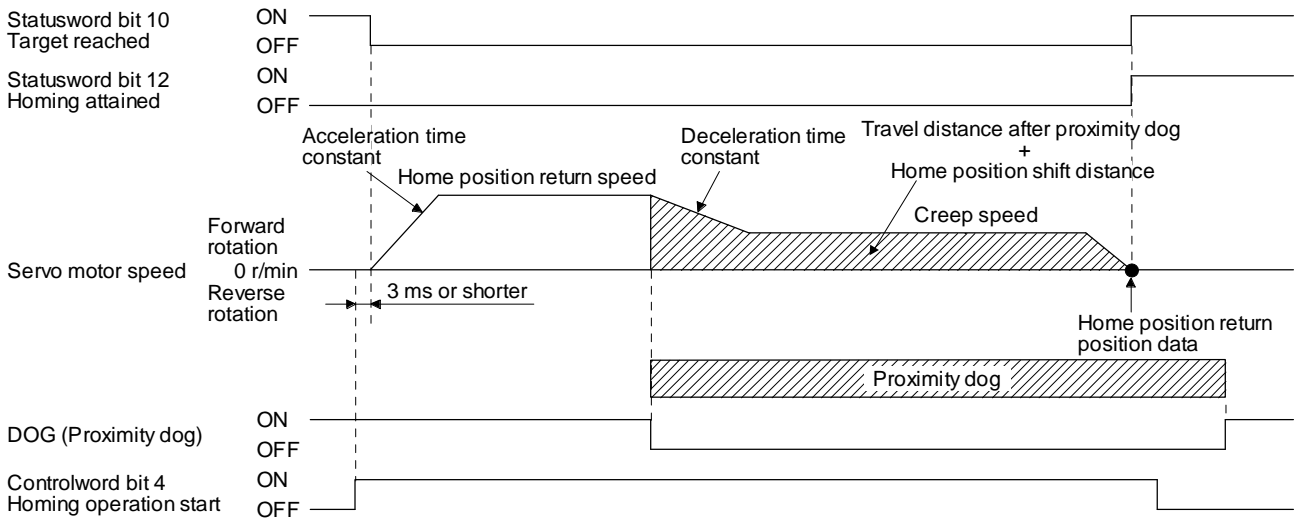 Statusword bit 10
Target reached
ON
OFF
Statusword bit 12
Homing attained
ON
OFF
Acceleration time
constant
Home position return speed
Deceleration time
constant
Travel distance after proximity dog
+
Home position shift distance
Creep speed
Servo motor speed
Forward
rotation
0 r/min
Reverse
rotation
3 ms or shorter
Home position return
position data
Proximity dog
DOG (Proximity dog)
ON
OFF
Controlword bit 4
Homing operation start
ON
OFF